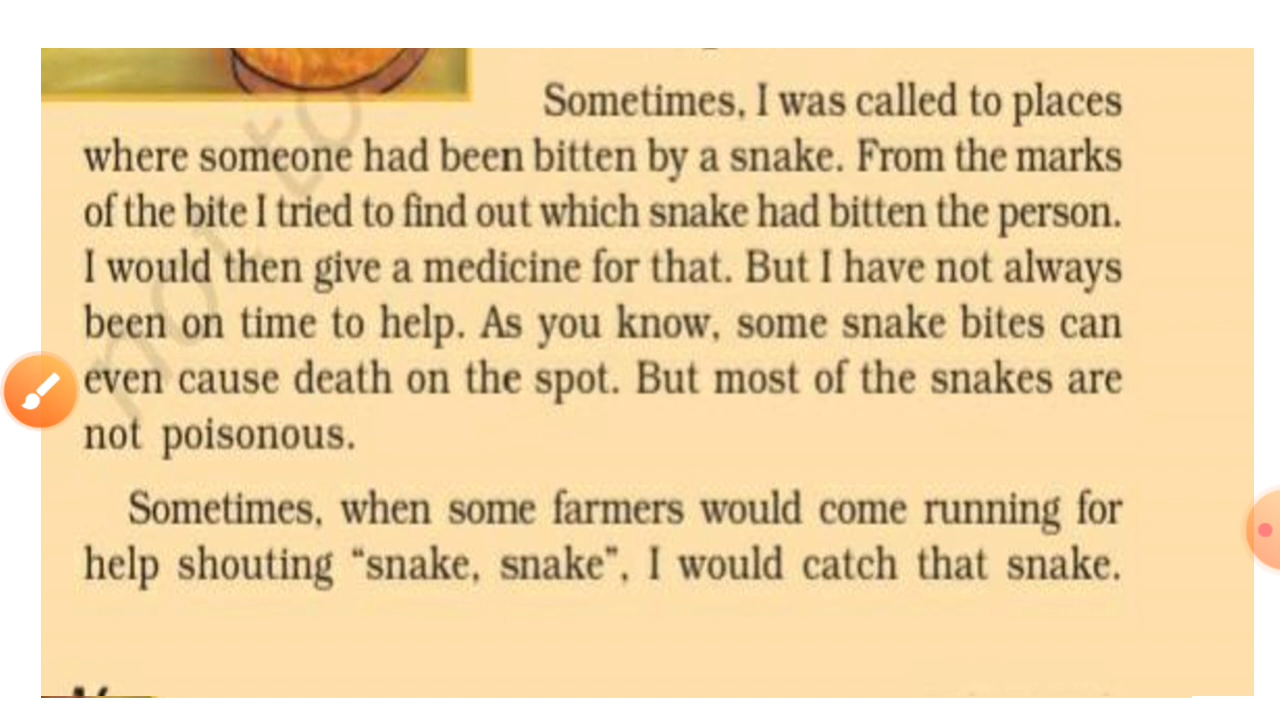 Sometimes, I was called to places
where someone had been bitten by a snake. From the marks
of the bite I tried to find out which snake had bitten the person.
I would then give a medicine for that. But I have not always
been on time to help. As you know, some snake bites can
even cause death on the spot. But most of the snakes are
not poisonous.
Sometimes, when some farmers would come running for
help shouting “snake, snake”, I would catch that snake.
not to